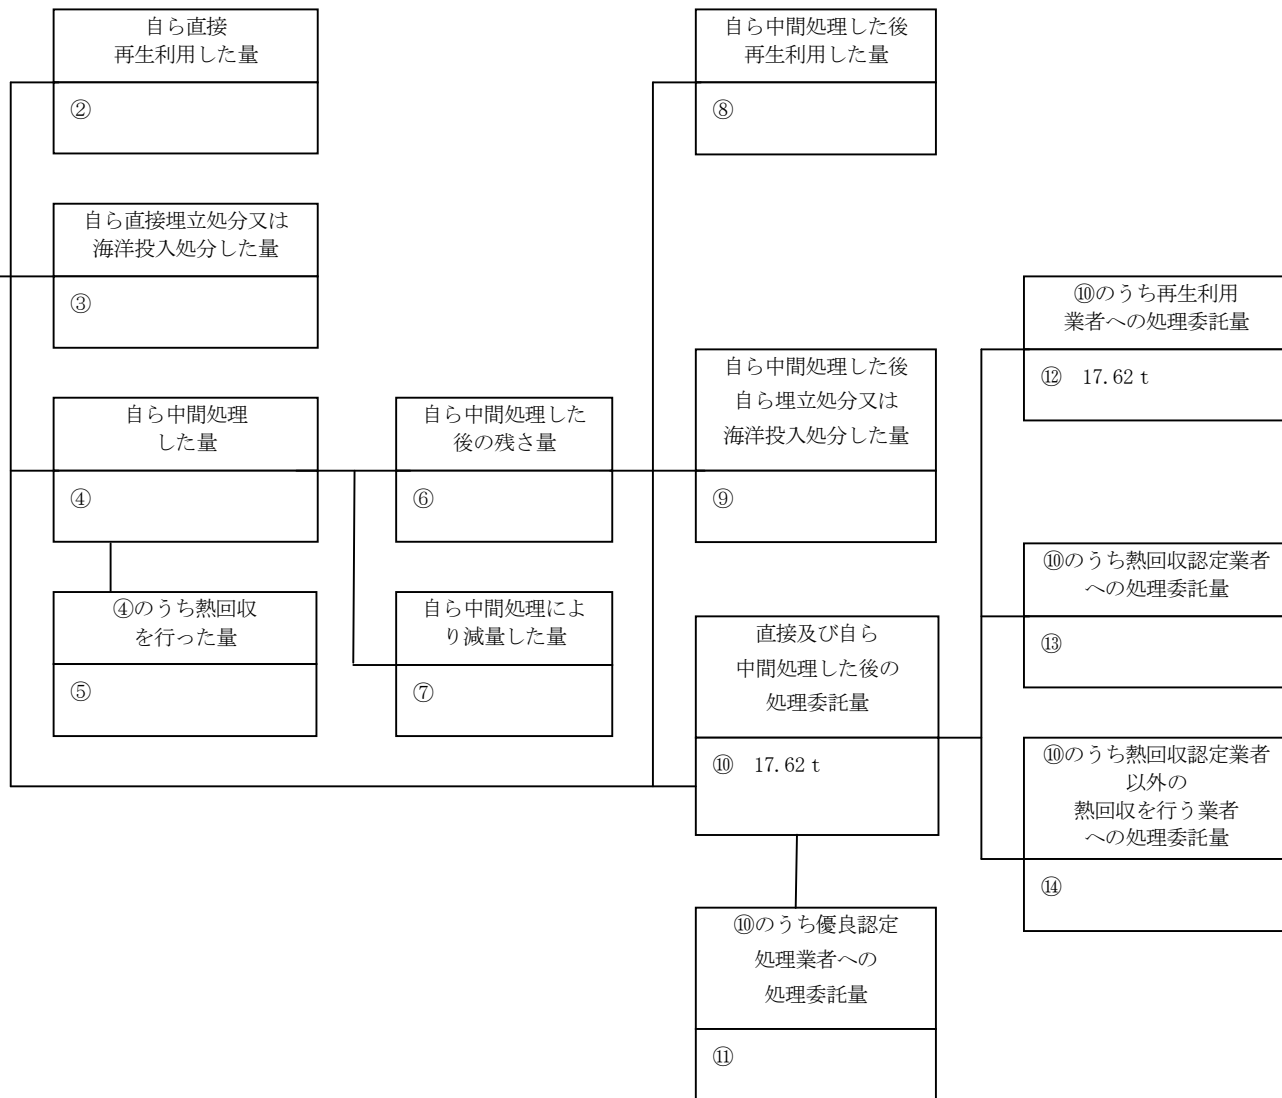 自ら直接
再生利用した量
②
自ら直接埋立処分又は
海洋投入処分した量
③
自ら中間処理
した量
④
④のうち熱回収
を行った量
⑤
自ら中間処理した
後の残さ量
⑥
自ら中間処理によ
り減量した量
⑦
自ら中間処理した後
再生利用した量
⑧
自ら中間処理した後
自ら埋立処分又は
海洋投入処分した量
⑨
直接及び自ら
中間処理した後の
処理委託量
⑩ 17.62 t
⑩のうち優良認定
処理業者への
処理委託量
⑪
⑩のうち再生利用
業者への処理委託量
⑫ 17.62 t
⑩のうち熱回収認定業者
への処理委託量
⑬
⑩のうち熱回収認定業者
以外の
熱回収を行う業者
への処理委託量
⑭